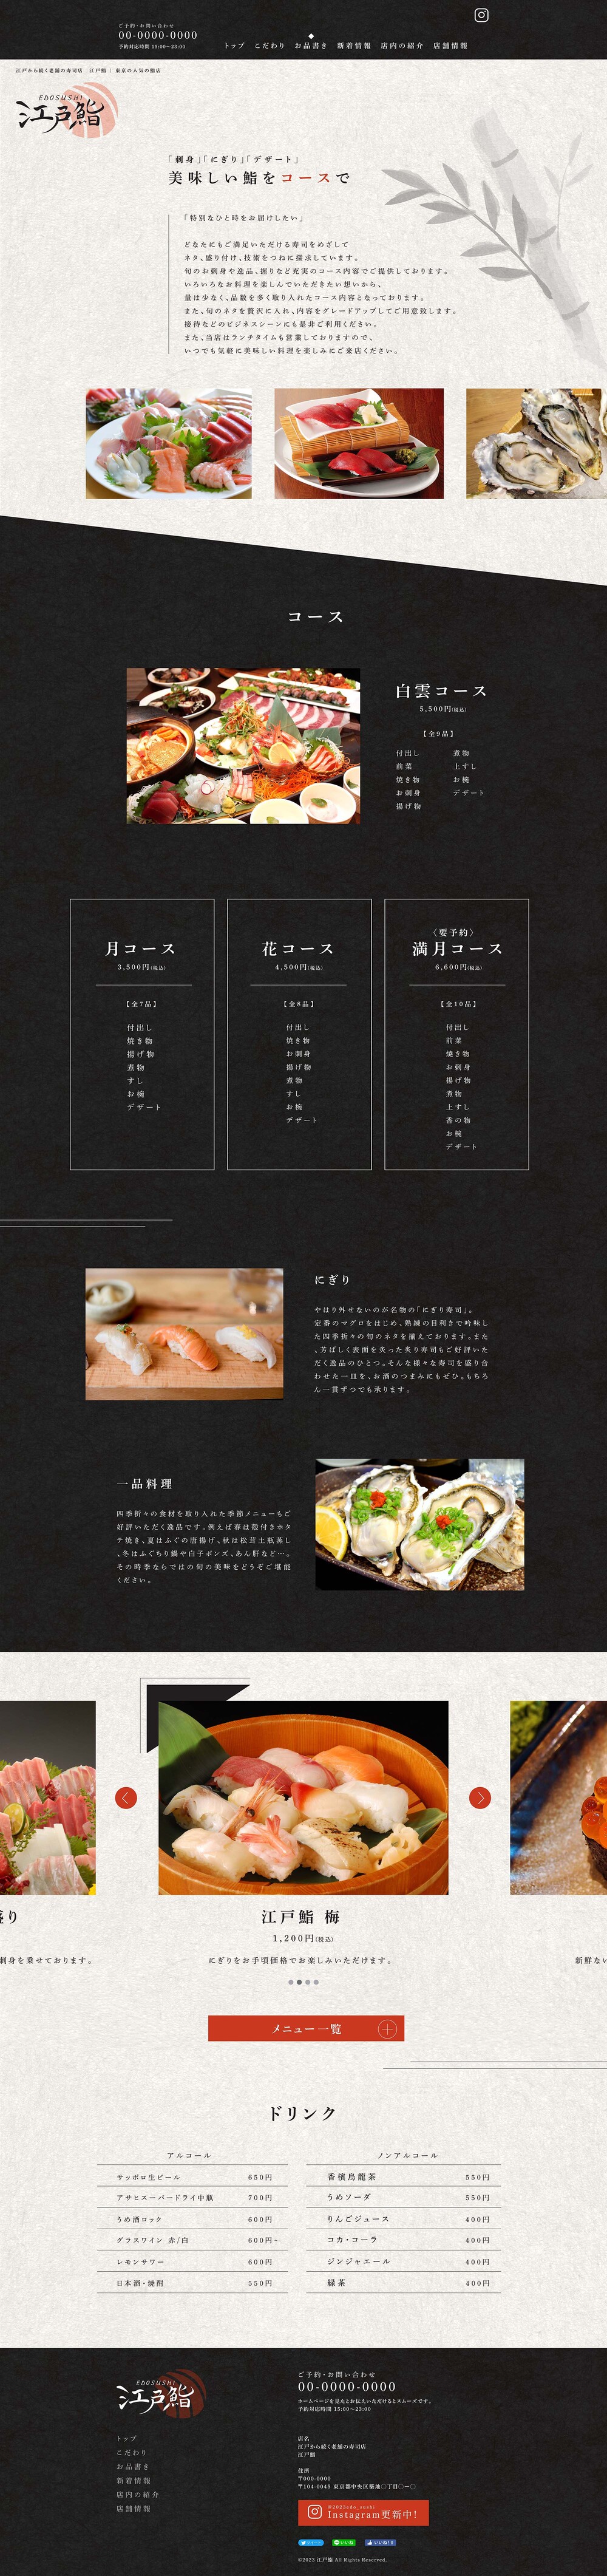 ご予約・お問い合わせ
00-0000-0000
予約対応時間 15:00～23:00
トップ こだわり お品書き 新着情報 店内の紹介 店舗情報
江戸から続く老舗の寿司店　江戸鮨 / 東京の人気の鮨店
EDOSUSHI
江戸鮨
「刺身」「にぎり」「デザート」
美味しい鮨をコースで
「特別なひと時をお届けしたい」
どなたにもご満足いただける寿司をめざして
ネタ、盛り付け、技術をつねに探求しています。
旬のお刺身や逸品、握りなど充実のコース内容でご提供しております。
いろいろなお料理を楽しんでいただきたい想いから、
量は少なく、品数を多く取り入れたコース内容となっております。
また、旬のネタを贅沢に入れ、内容をグレードアップしてご用意致します。
接待などのビジネスシーンにも是非ご利用ください。
また、当店はランチタイムも営業しておりますので、
いつでも気軽に美味しい料理を楽しみにご来店ください。
コース
白雲コース
5,500円(税込)
【全9品】
付出し
前菜
焼き物
お刺身
揚げ物
煮物
上すし
お椀
デザート
月コース
3,500円(税込)
【全7品】
付出し
焼き物
揚げ物
煮物
すし
お椀
デザート
花コース
4,500円(税込)
【全8品】
付出し
焼き物
お刺身
揚げ物
煮物
すし
お椀
デザート
〈要予約〉
満月コース
6,600円(税込)
【全10品】
付出し
前菜
焼き物
お刺身
揚げ物
煮物
上すし
香の物
お椀
デザート
にぎり
やはり外せないのが名物の「にぎり寿司」。
定番のマグロをはじめ、熟練の目利きで吟味し
た四季折々の旬のネタを揃えております。また
、芳ばしく表面を炙った炙り寿司もご好評いた
だく逸品のひとつ。そんな様々な寿司を盛り合
わせた一皿を、お酒のつまみにもぜひ。もちろ
ん一貫ずつでも承ります。
一品料理
四季折々の食材を取り入れた季節メニューもご
好評いただく逸品です。例えば春は殻付きホタ
テ焼き、夏はふぐの唐揚げ、秋は松茸土瓶蒸し
、冬はふぐちり鍋や白子ポンズ、あん肝など…。
その時季ならではの旬の美味をどうぞご堪能
ください。
盛り
刺身を乗せております。
江戸鮨 梅
1,200円(税込)
にぎりをお手頃価格でお楽しみいただけます。
新鮮な
メニュー一覧
ドリンク
アルコール
サッポロ生ビール 650円
アサヒスーパードライ中瓶 700円
うめ酒ロック 600円
グラスワイン 赤/白 600円~
レモンサワー 600円
日本酒・焼酎 550円
ノンアルコール
香檳烏龍茶 550円
うめソーダ 550円
りんごジュース 400円
コカ・コーラ 400円
ジンジャエール 400円
緑茶 400円
EDOSUSHI
江戸鮨
トップ
こだわり
お品書き
新着情報
店内の紹介
店舗情報
ご予約・お問い合わせ
00-0000-0000
ホームページを見たとお伝えいただけるとスムーズです。
予約対応時間 15:00～23:00
店名
江戸から続く老舗の寿司店
江戸鮨
住所
〒000-0000
〒104-0045 東京都中央区築地〇丁目〇ー〇
@2023edo_sushi
Instagram更新中！
ツイート
いいね
いいね！ 0
©2023 江戸鮨 All Rights Reserved.